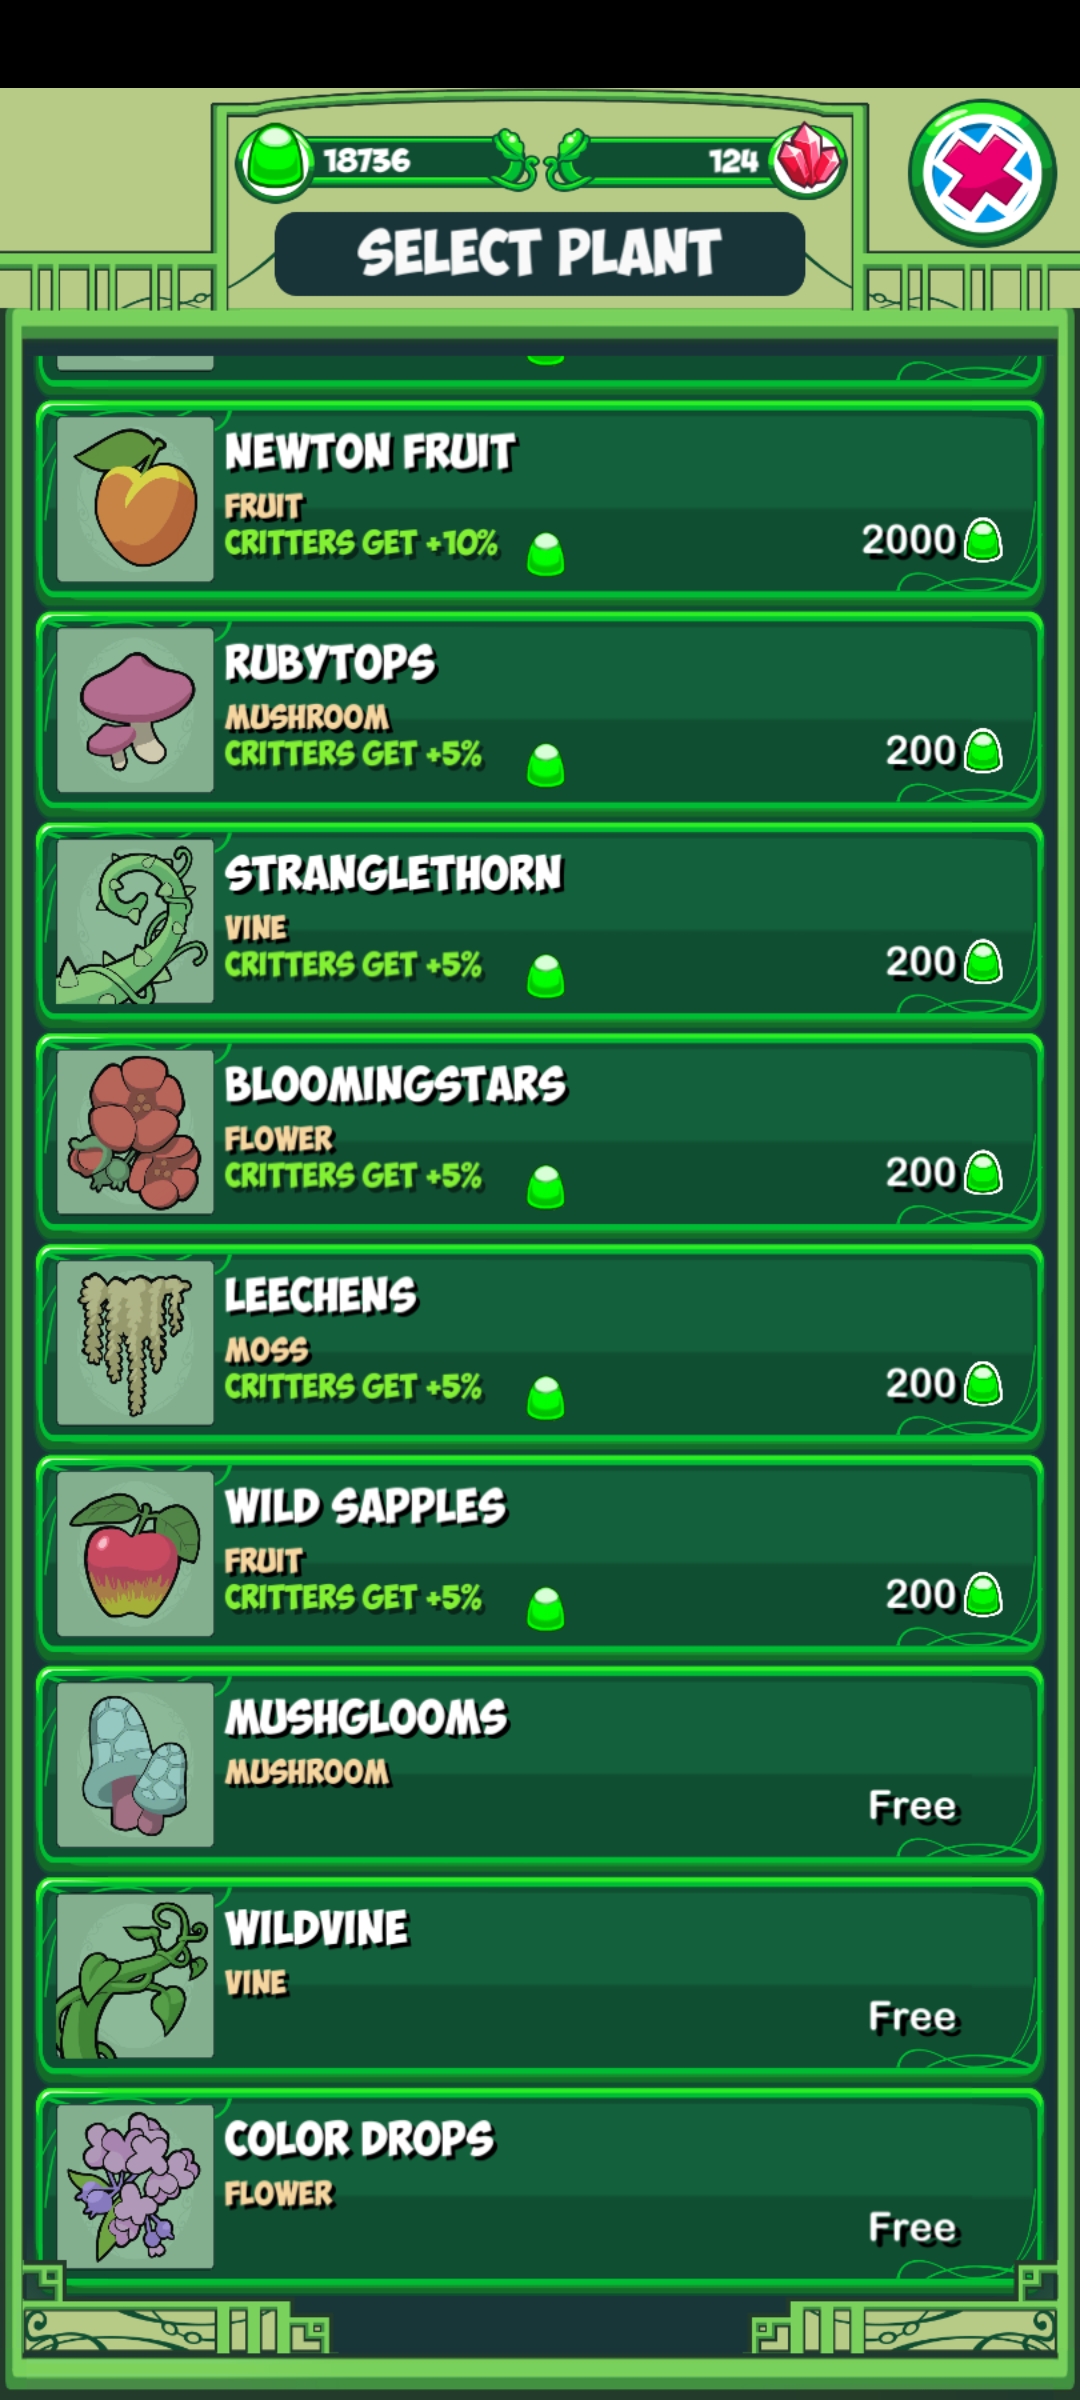 18736
124
SELECT PLANT
NEWTON FRUIT
FRUIT
CRITTERS GET +10%
2000
RUBYTOPS
MUSHROOM
CRITTERS GET +5%
200
STRANGLETHORN
VINE
CRITTERS GET +5%
200
BLOOMINGSTARS
FLOWER
CRITTERS GET +5%
200
LEECHENS
MOSS
CRITTERS GET +5%
200
WILD SAPPLES
FRUIT
CRITTERS GET +5%
200
MUSHGLOOMS
MUSHROOM
Free
WILDVINE
VINE
Free
COLOR DROPS
FLOWER
Free